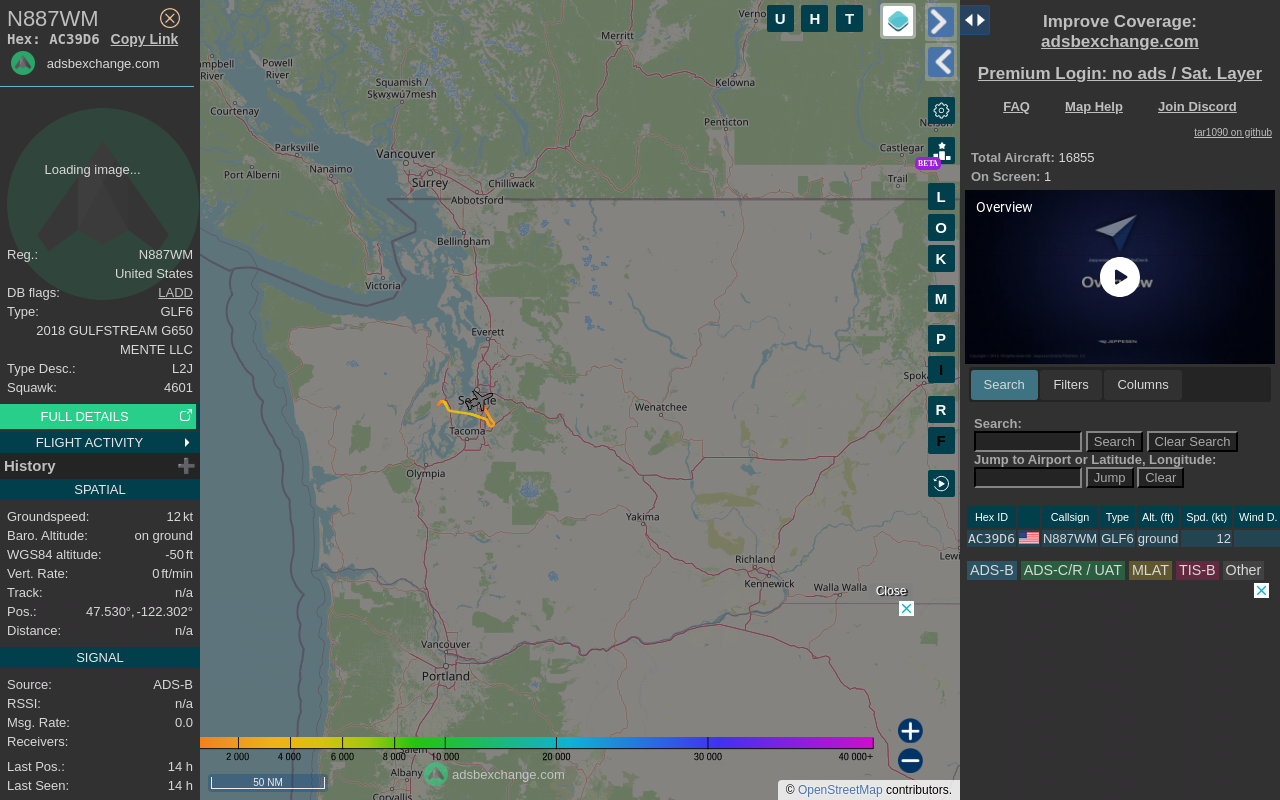 N887WM
Hex: AC39D6 Copy Link
adsbexchange.com
Loading image...
Reg.: N887WM
United States
DB flags: LADD
Type: GLF6
2018 GULFSTREAM G650
MENTE LLC
Type Desc.: L2J
Squawk: 4601
FULL DETAILS
FLIGHT ACTIVITY
History
SPATIAL
Groundspeed: 12 kt
Baro. Altitude: on ground
WGS84 altitude: -50 ft
Vert. Rate: 0 ft/min
Track: n/a
Pos.: 47.530°, -122.302°
Distance: n/a
SIGNAL
Source: ADS-B
RSSI: n/a
Msg. Rate: 0.0
Receivers:
Last Pos.: 14 h
Last Seen: 14 h
Merritt
Powell
River
River
Squamish /
Sḵwx̱wú7mesh
Kelowna
Courtenay
Penticton
Parksville
Vancouver
Castlegar
Nanaimo
Port Alberni
Surrey
Chilliwack
Trail
Abbotsford
Bellingham
Victoria
Everett
Wenatchee
Tacoma
Olympia
Yakima
Richland
Kennewick
Walla Walla
Vancouver
Portland
Albany
Corvallis
U H T
BETA
L
O
K
M
P
I
R
F
Close
2 000 4 000 6 000 8 000 10 000 20 000 30 000 40 000+
adsbexchange.com
50 NM
© OpenStreetMap contributors.
Improve Coverage:
adsbexchange.com
Premium Login: no ads / Sat. Layer
FAQ Map Help Join Discord
tar1090 on github
Total Aircraft: 16855
On Screen: 1
Overview
JEPPESEN
Search Filters Columns
Search:
Search Clear Search
Jump to Airport or Latitude, Longitude:
Jump Clear
Hex ID Callsign Type Alt. (ft) Spd. (kt) Wind D.
AC39D6 N887WM GLF6 ground 12
ADS-B ADS-C/R / UAT MLAT TIS-B Other